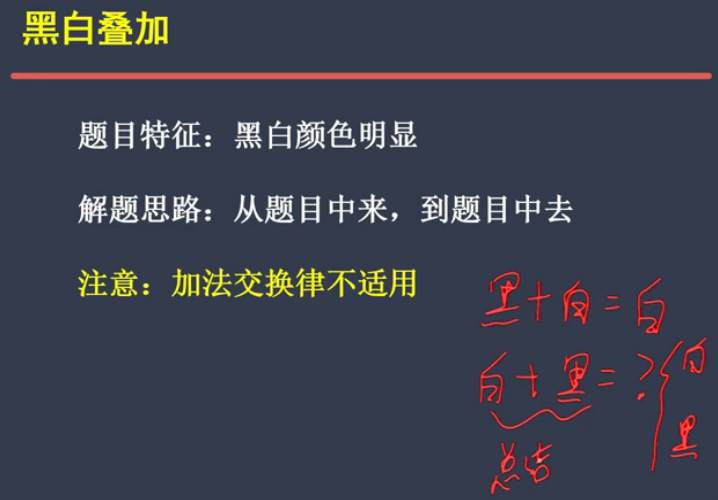 黑白叠加
题目特征：黑白颜色明显
解题思路：从题目中来，到题目中去
注意：加法交换律不适用
黑+白=白
白+黑=?{白
黑
总结